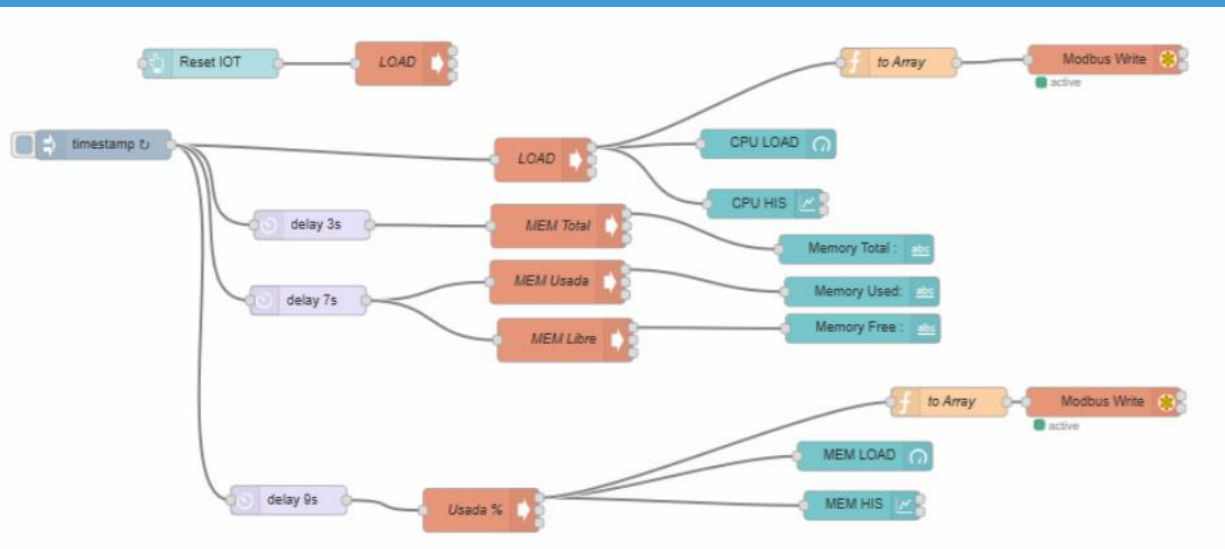 Reset IOT
LOAD
to Array
Modbus Write
active
timestamp ↻
LOAD
CPU LOAD
CPU HIS
delay 3s
MEM Total
Memory Total :
abc
delay 7s
MEM Usada
Memory Used:
abc
MEM Libre
Memory Free :
abc
to Array
Modbus Write
active
MEM LOAD
delay 9s
Usada %
MEM HIS